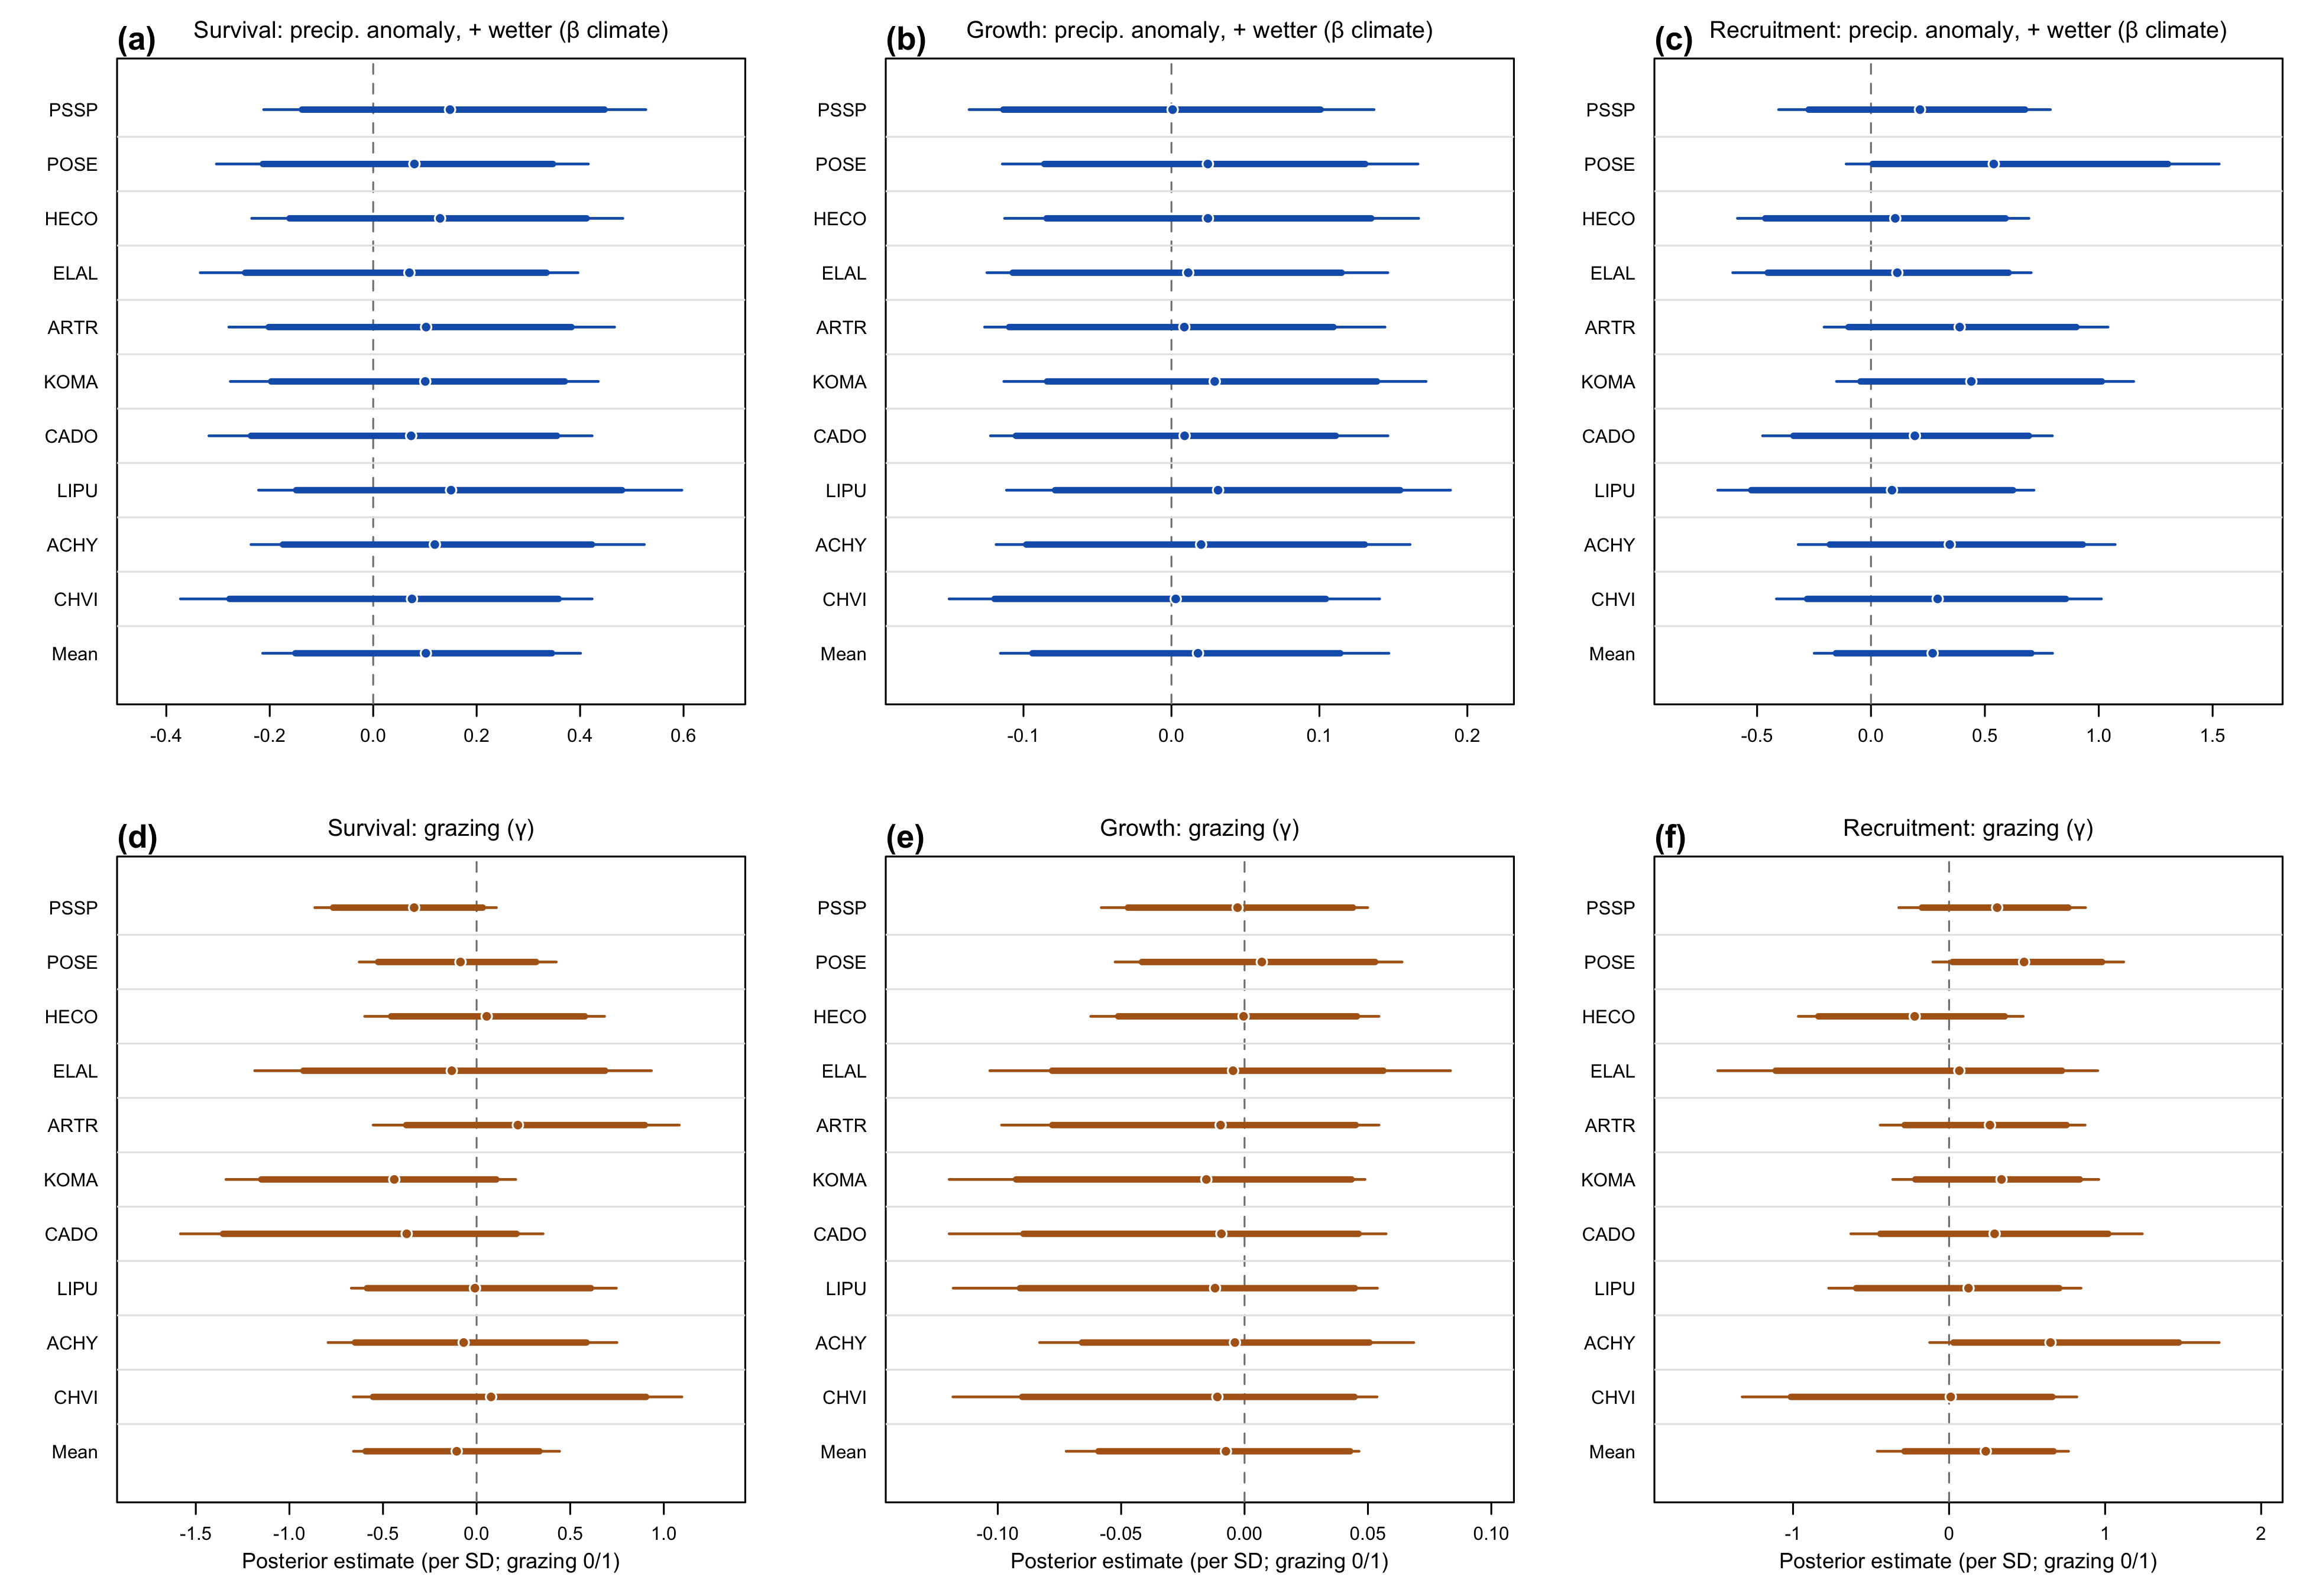 (a) Survival: precip. anomaly, + wetter (β climate)
PSSP
POSE
HECO
ELAL
ARTR
KOMA
CADO
LIPU
ACHY
CHVI
Mean
-0.4 -0.2 0.0 0.2 0.4 0.6
(b) Growth: precip. anomaly, + wetter (β climate)
PSSP
POSE
HECO
ELAL
ARTR
KOMA
CADO
LIPU
ACHY
CHVI
Mean
-0.1 0.0 0.1 0.2
(c) Recruitment: precip. anomaly, + wetter (β climate)
PSSP
POSE
HECO
ELAL
ARTR
KOMA
CADO
LIPU
ACHY
CHVI
Mean
-0.5 0.0 0.5 1.0 1.5
(d) Survival: grazing (γ)
PSSP
POSE
HECO
ELAL
ARTR
KOMA
CADO
LIPU
ACHY
CHVI
Mean
-1.5 -1.0 -0.5 0.0 0.5 1.0
Posterior estimate (per SD; grazing 0/1)
(e) Growth: grazing (γ)
PSSP
POSE
HECO
ELAL
ARTR
KOMA
CADO
LIPU
ACHY
CHVI
Mean
-0.10 -0.05 0.00 0.05 0.10
Posterior estimate (per SD; grazing 0/1)
(f) Recruitment: grazing (γ)
PSSP
POSE
HECO
ELAL
ARTR
KOMA
CADO
LIPU
ACHY
CHVI
Mean
-1 0 1 2
Posterior estimate (per SD; grazing 0/1)